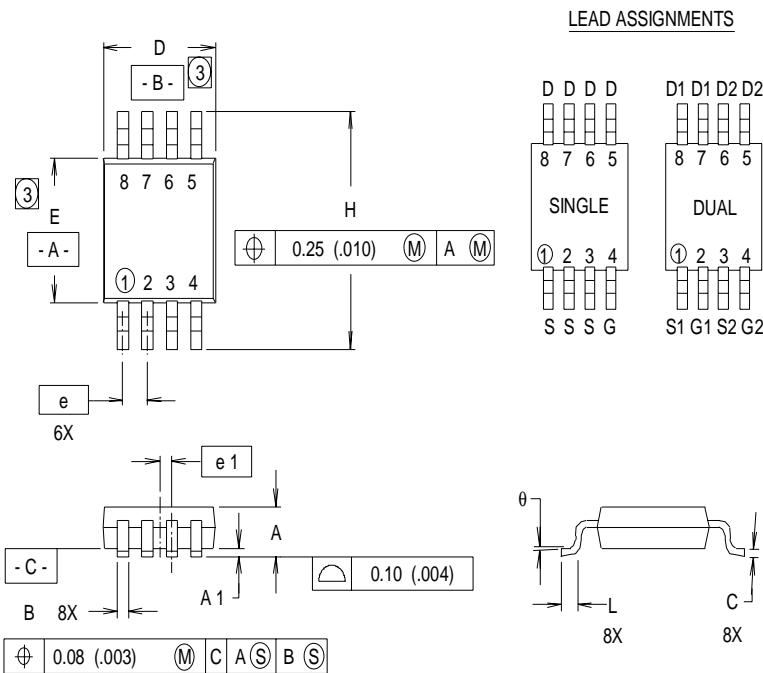 LEAD ASSIGNMENTS
D
- B - 3
D D D D
D1 D1 D2 D2
8 7 6 5
8 7 6 5
8 7 6 5
3
E
- A -
H
SINGLE
DUAL
0.25 (.010) M A M
1 2 3 4
1 2 3 4
1 2 3 4
S S S G
S1 G1 S2 G2
e
6X
e 1
A
θ
- C -
0.10 (.004)
A 1
B 8X
L
C
8X
8X
0.08 (.003) M C A S B S